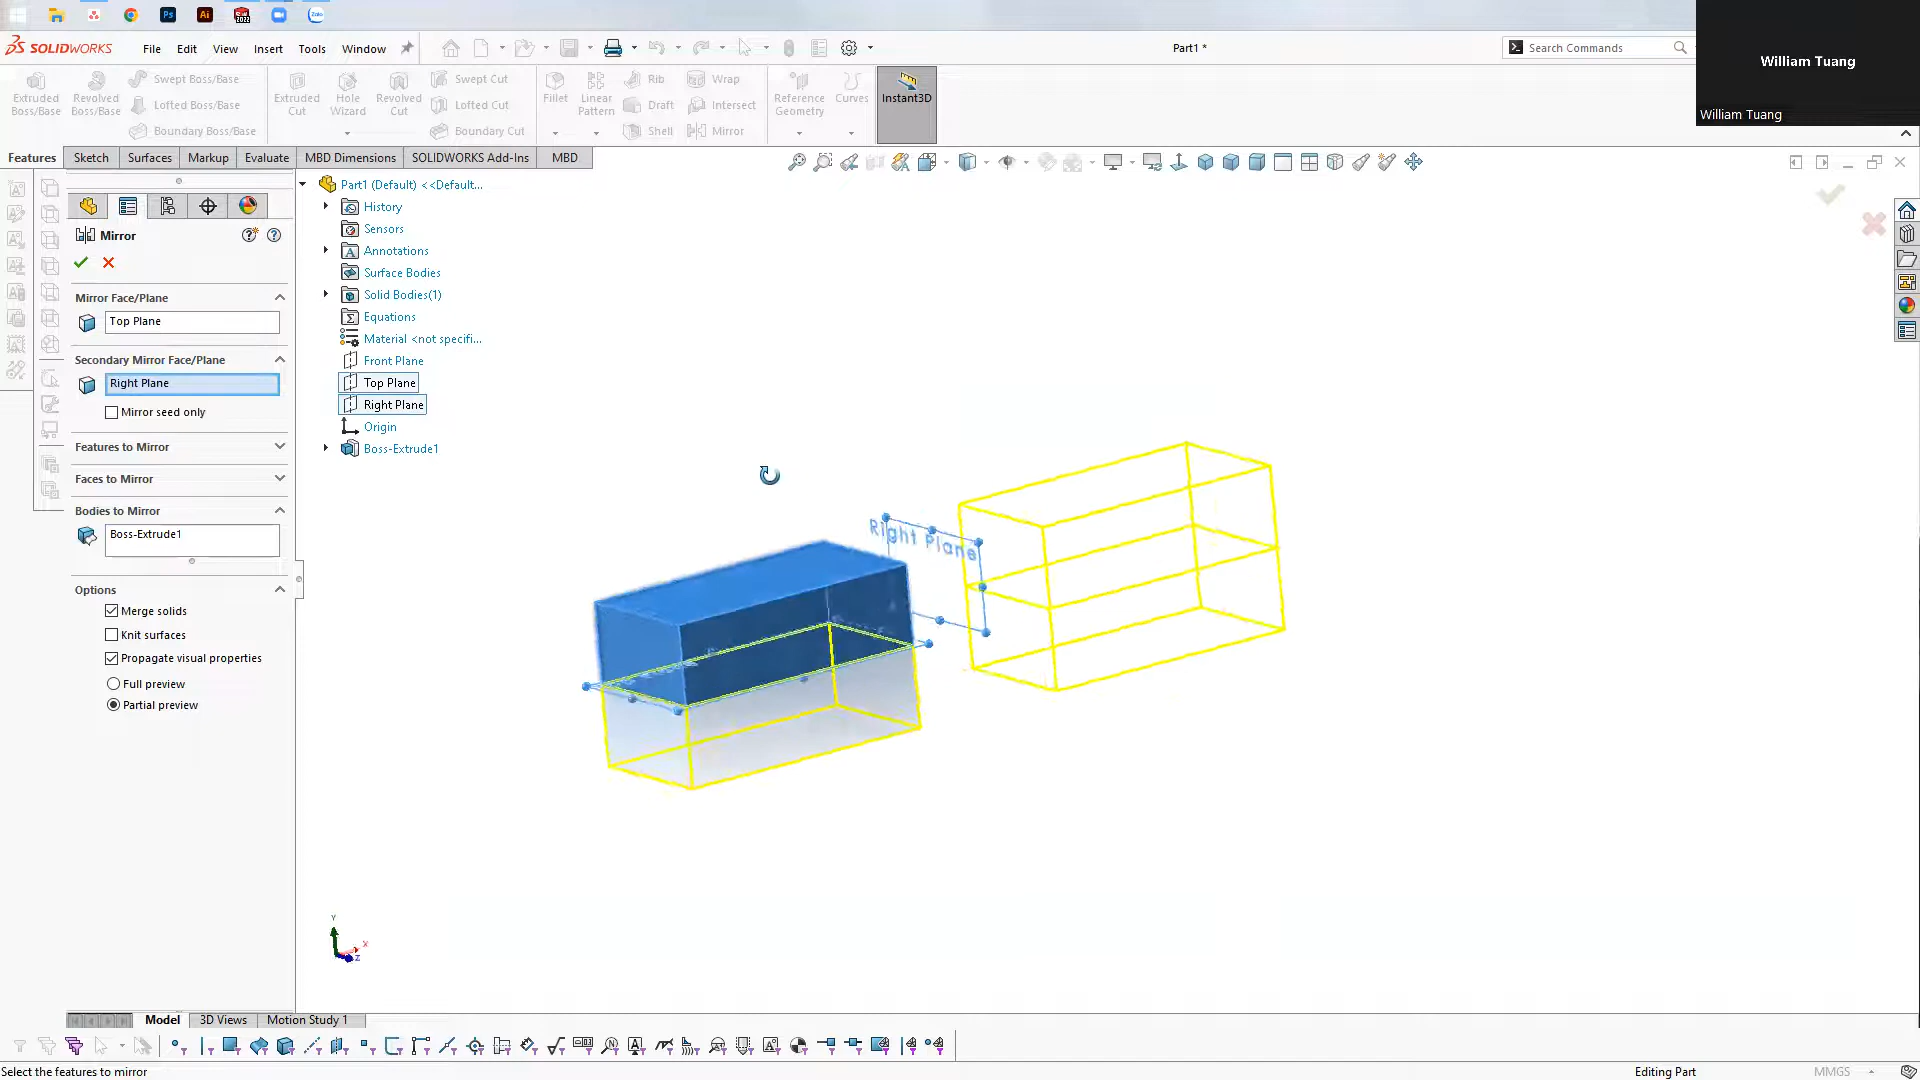 SOLIDWORKS File Edit View Insert Tools Window Part1 * Search Commands
William Tuang
William Tuang
Extruded Boss/Base
Revolved Boss/Base
Swept Boss/Base
Lofted Boss/Base
Boundary Boss/Base
Extruded Cut
Hole Wizard
Revolved Cut
Swept Cut
Lofted Cut
Boundary Cut
Fillet
Linear Pattern
Rib
Draft
Shell
Wrap
Intersect
Mirror
Reference Geometry
Curves
Instant3D
Features Sketch Surfaces Markup Evaluate MBD Dimensions SOLIDWORKS Add-Ins MBD
Mirror
Mirror Face/Plane
Top Plane
Secondary Mirror Face/Plane
Right Plane
Mirror seed only
Features to Mirror
Faces to Mirror
Bodies to Mirror
Boss-Extrude1
Options
Merge solids
Knit surfaces
Propagate visual properties
Full preview
Partial preview
Part1 (Default) <<Default...
History
Sensors
Annotations
Surface Bodies
Solid Bodies(1)
Equations
Material <not specifi...
Front Plane
Top Plane
Right Plane
Origin
Boss-Extrude1
Right Plane
Y
X
Z
Model 3D Views Motion Study 1
Select the features to mirror
Editing Part
MMGS